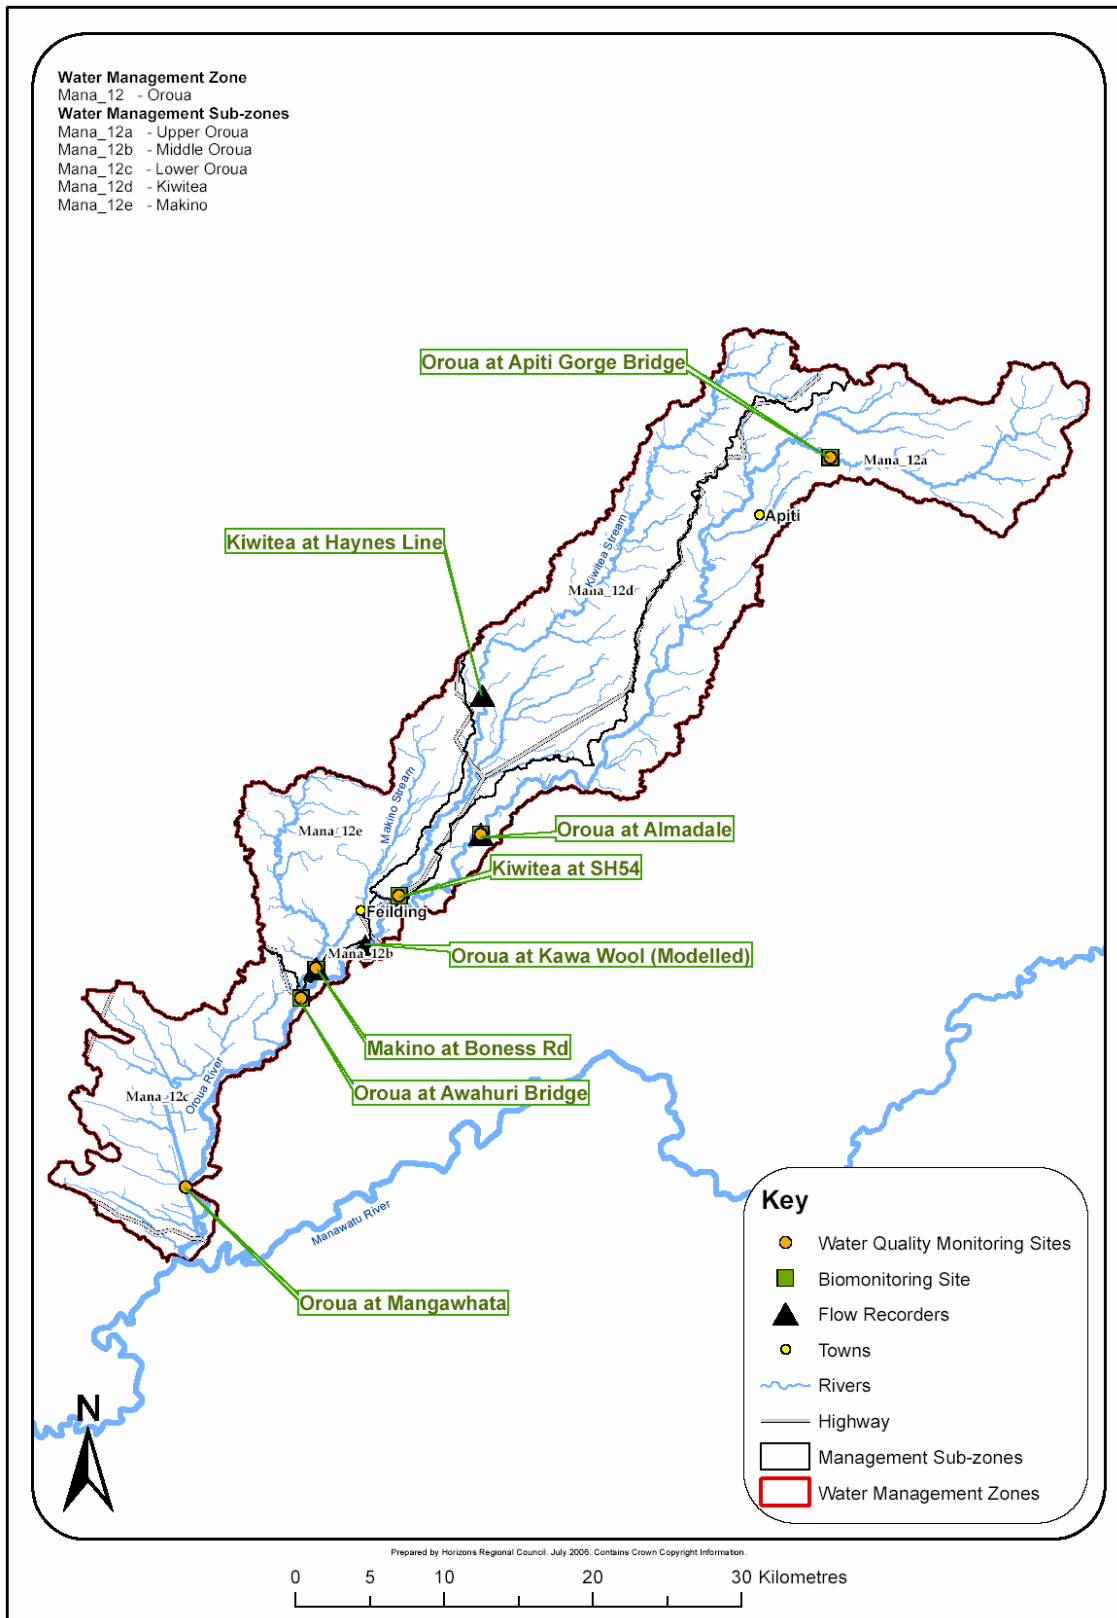 Water Management Zone
Mana_12 - Oroua
Water Management Sub-zones
Mana_12a - Upper Oroua
Mana_12b - Middle Oroua
Mana_12c - Lower Oroua
Mana_12d - Kiwitea
Mana_12e - Makino
Oroua at Apiti Gorge Bridge
Mana_12a
Apiti
Kiwitea at Haynes Line
Kiwitea Stream
Mana_12d
Makino Stream
Mana_12e
Oroua at Almadale
Kiwitea at SH54
Feilding
Mana_12b
Oroua at Kawa Wool (Modelled)
Makino at Boness Rd
Oroua at Awahuri Bridge
Oroua River
Mana_12c
Manawatu River
Oroua at Mangawhata
Key
Water Quality Monitoring Sites
Biomonitoring Site
Flow Recorders
Towns
Rivers
Highway
Management Sub-zones
Water Management Zones
N
Prepared by Horizons Regional Council. July 2006. Contains Crown Copyright Information.
0 5 10 20 30 Kilometres